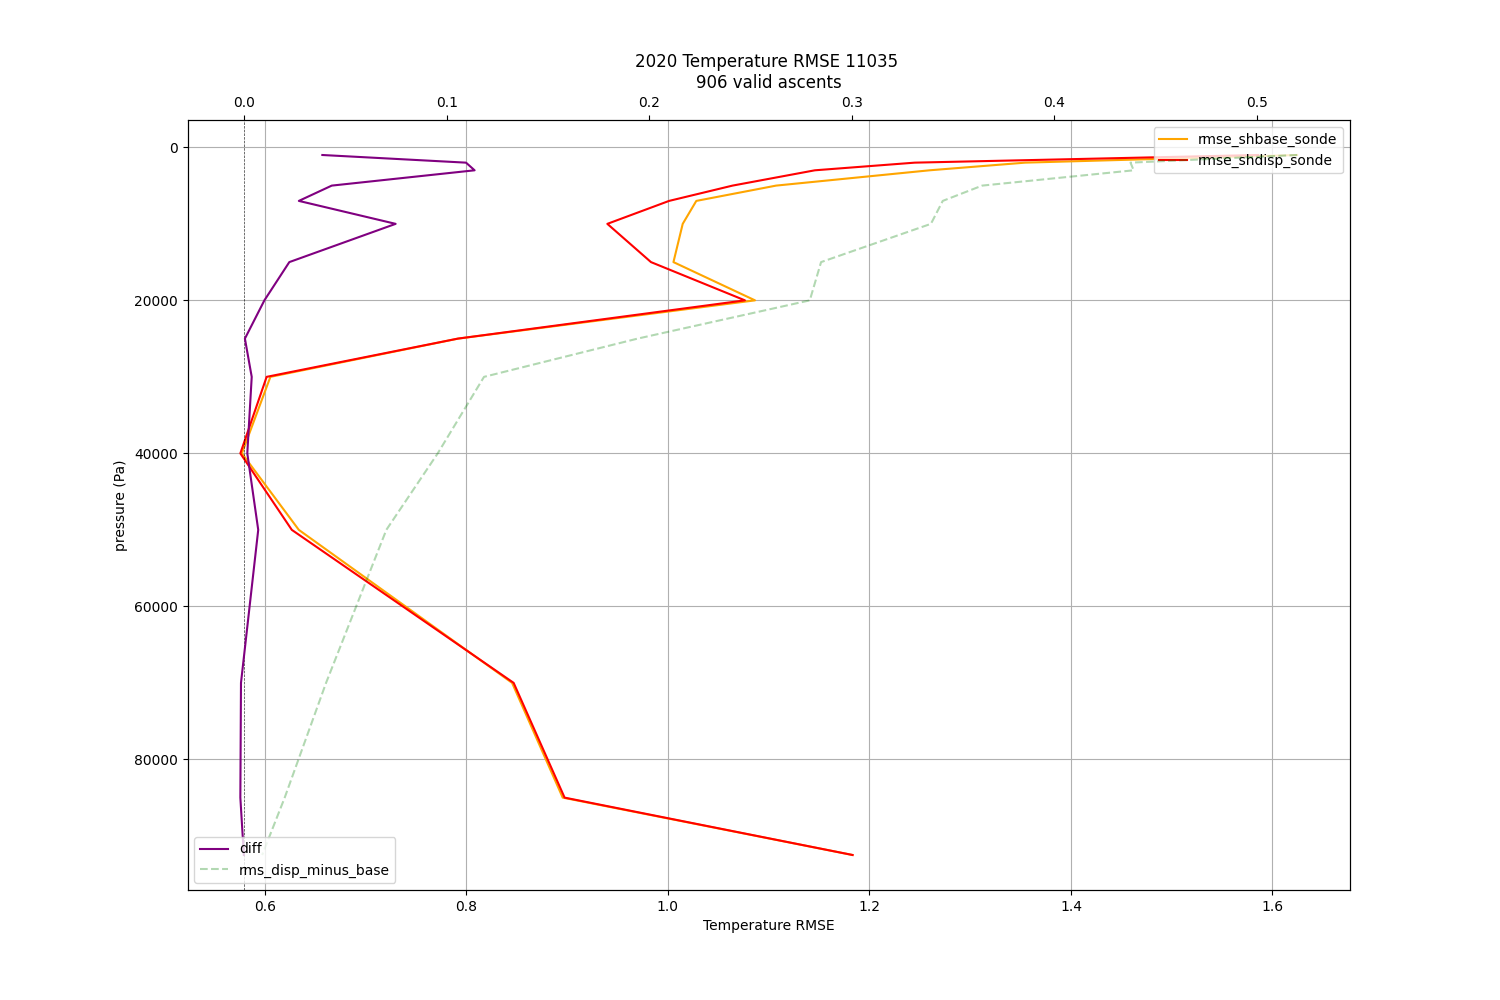 2020 Temperature RMSE 11035
906 valid ascents
0.0 0.1 0.2 0.3 0.4 0.5
rmse_shbase_sonde
rmse_shdisp_sonde
0
20000
40000
60000
80000
pressure (Pa)
diff
rms_disp_minus_base
0.6 0.8 1.0 1.2 1.4 1.6
Temperature RMSE